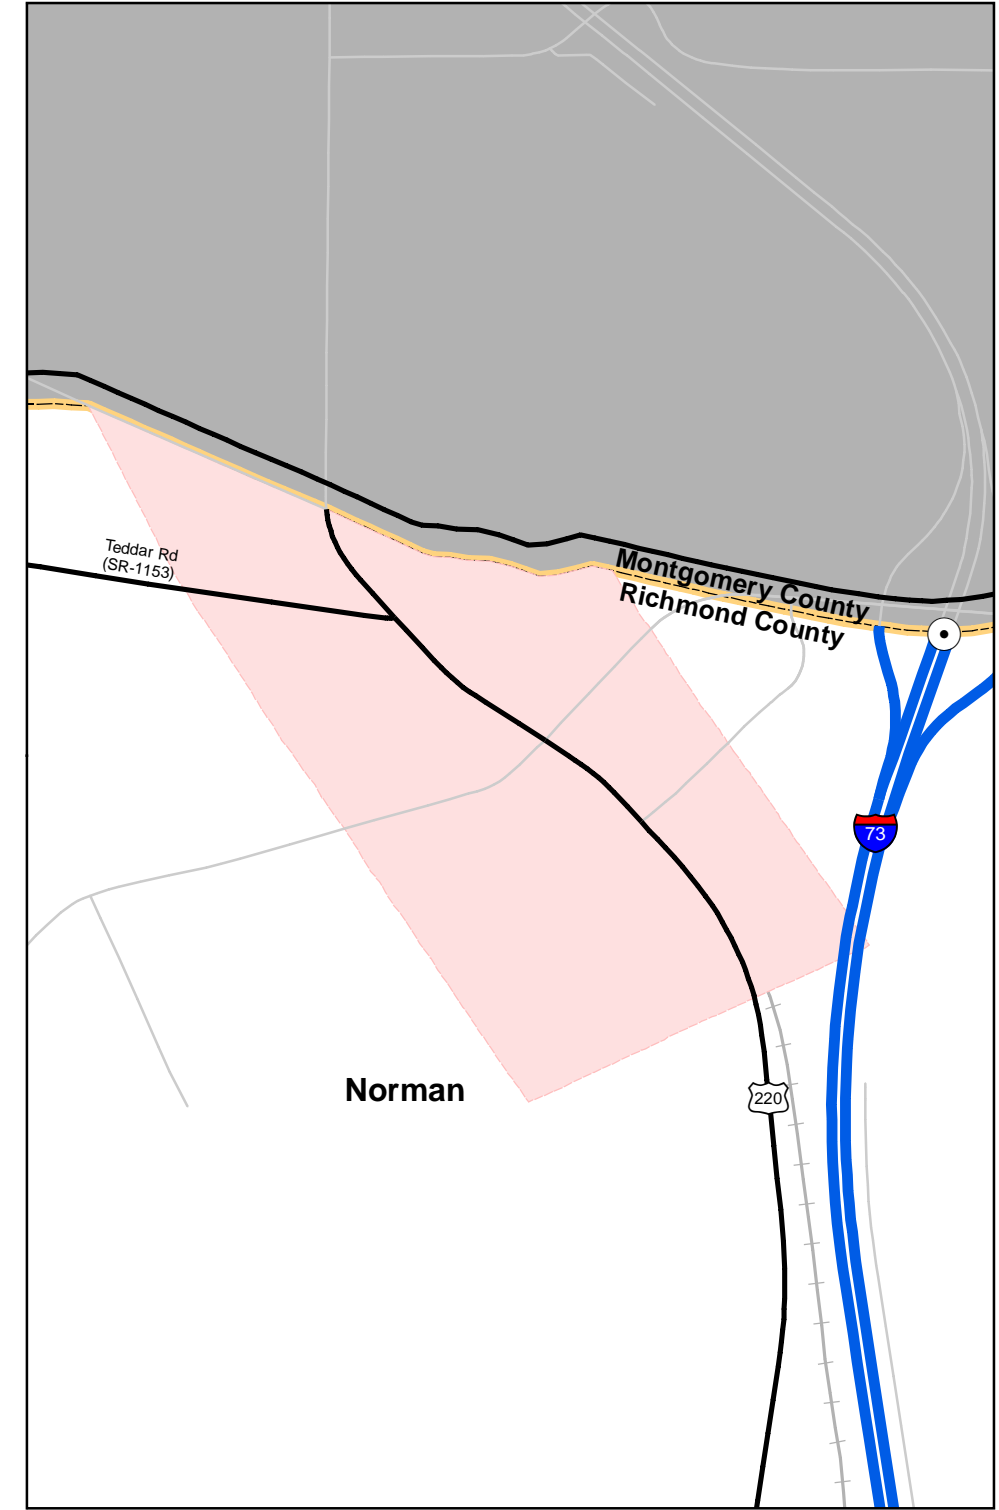 Teddar Rd
(SR-1153)
Montgomery County
Richmond County
73
Norman
220